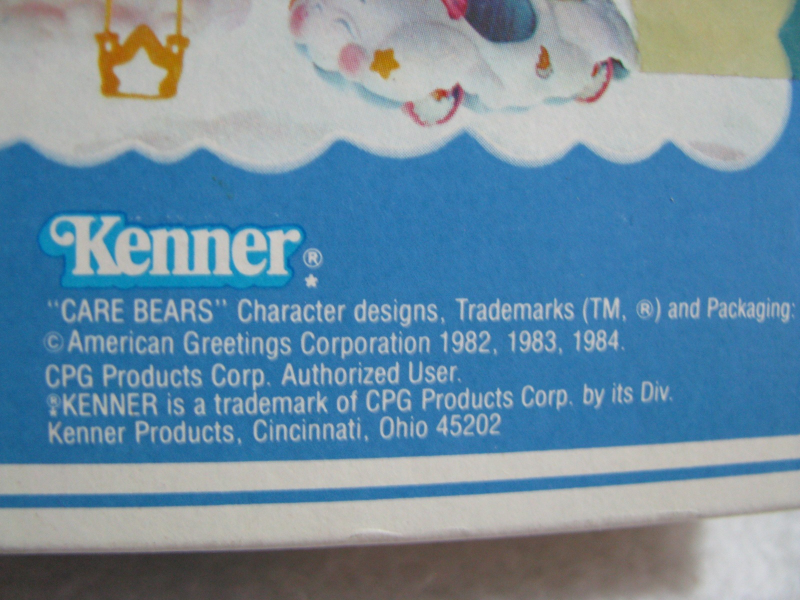 Kenner®
*
"CARE BEARS" Character designs, Trademarks (TM, ®) and Packaging:
© American Greetings Corporation 1982, 1983, 1984.
CPG Products Corp. Authorized User.
®KENNER is a trademark of CPG Products Corp. by its Div.
Kenner Products, Cincinnati, Ohio 45202